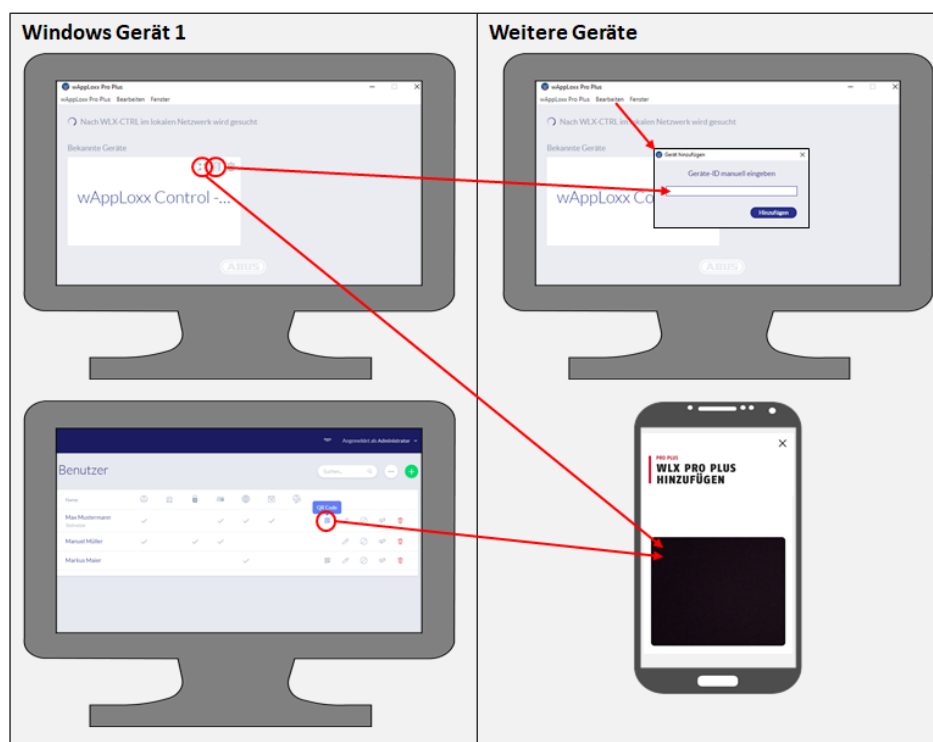 Windows Gerät 1
wAppLoxx Pro Plus
wAppLoxx Pro Plus Bearbeiten Fenster
Nach WLX-CTRL im lokalen Netzwerk wird gesucht
Bekannte Geräte
wAppLoxx Control -...
ABUS
Angemeldet als Administrator
Benutzer
Suchen...
Name
QR Code
Max Mustermann
Manuel Müller
Markus Maier
Weitere Geräte
wAppLoxx Pro Plus
wAppLoxx Pro Plus Bearbeiten Fenster
Nach WLX-CTRL im lokalen Netzwerk wird gesucht
Bekannte Geräte
wAppLoxx Co
Gerät hinzufügen
Geräte-ID manuell eingeben
Hinzufügen
ABUS
PRO PLUS
WLX PRO PLUS
HINZUFÜGEN